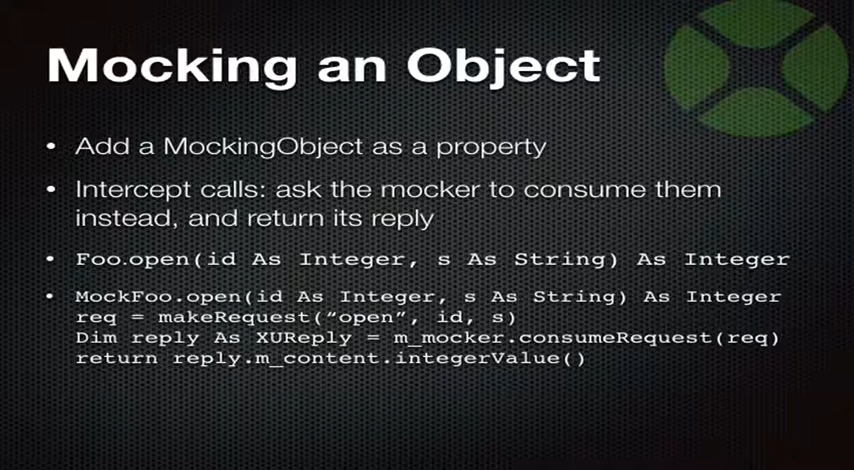 Mocking an Object
• Add a MockingObject as a property
• Intercept calls: ask the mocker to consume them
instead, and return its reply
• Foo.open(id As Integer, s As String) As Integer
• MockFoo.open(id As Integer, s As String) As Integer
req = makeRequest(“open”, id, s)
Dim reply As XUReply = m_mocker.consumeRequest(req)
return reply.m_content.integerValue()